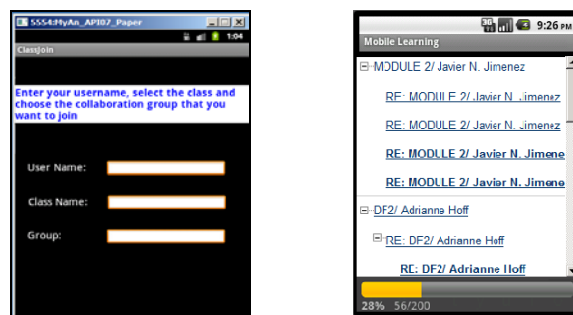 5554:MyAn_API07_Paper
1:04
ClassJoin
Enter your username, select the class and
choose the collaboration group that you
want to join
User Name:
Class Name:
Group:
9:26 PM
Mobile Learning
MODULE 2/ Javier N. Jimenez
RE: MODULE 2/ Javier N. Jimenez
RE: MODULE 2/ Javier N. Jimenez
RE: MODULE 2/ Javier N. Jimene
RE: MODULE 2/ Javier N. Jimene
DF2/ Adrianne Hoff
RE: DF2/ Adrianne Hoff
RE: DF2/ Adrianne Hoff
28% 56/200